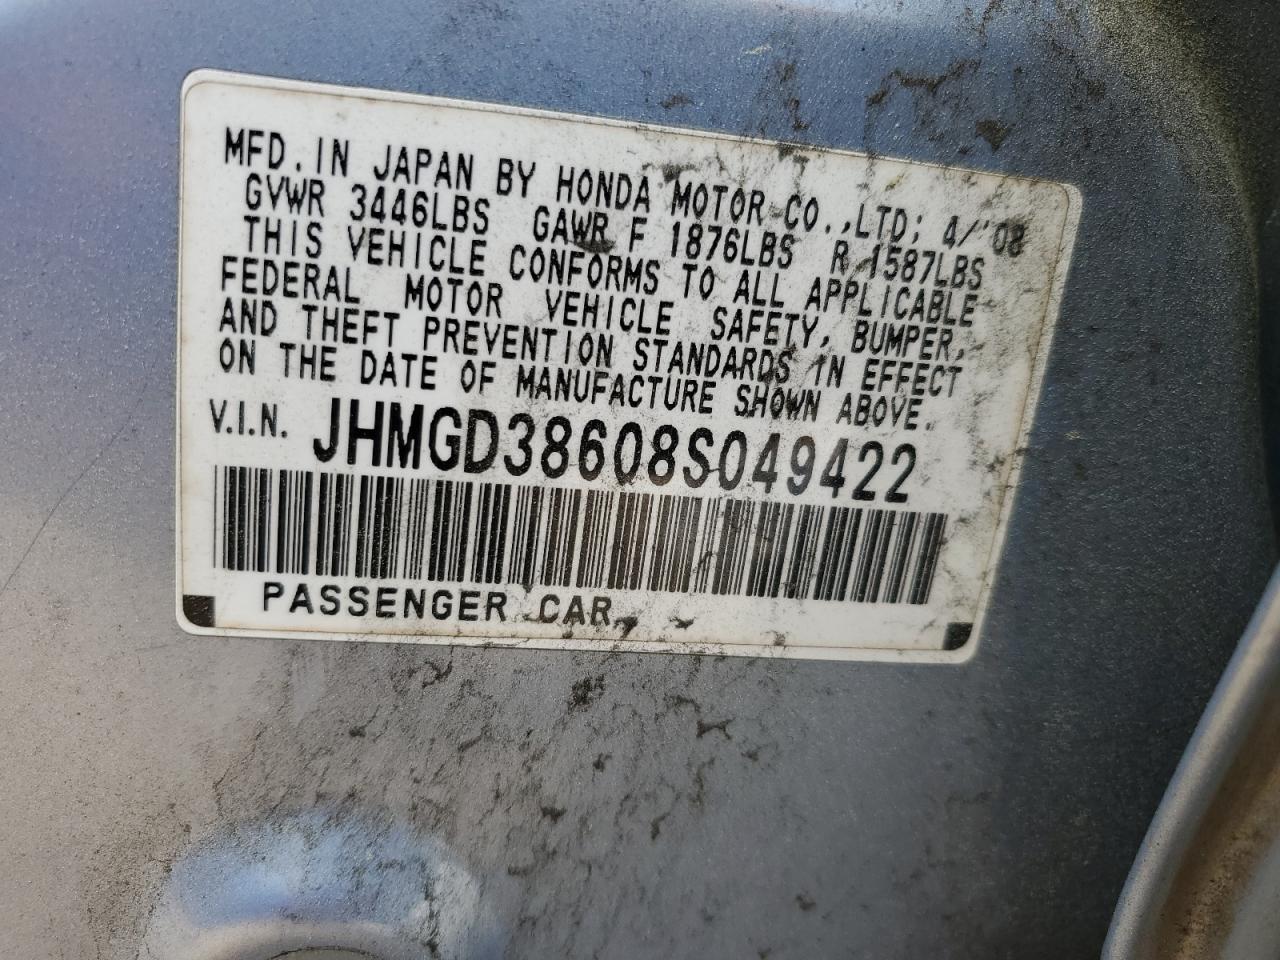 MFD. IN JAPAN BY HONDA MOTOR CO.,LTD; 4/'08
GVWR 3446LBS GAWR F 1876LBS R 1587LBS
THIS VEHICLE CONFORMS TO ALL APPLICABLE
FEDERAL MOTOR VEHICLE SAFETY, BUMPER,
AND THEFT PREVENTION STANDARDS IN EFFECT
ON THE DATE OF MANUFACTURE SHOWN ABOVE.
V.I.N. JHMGD38608S049422
PASSENGER CAR